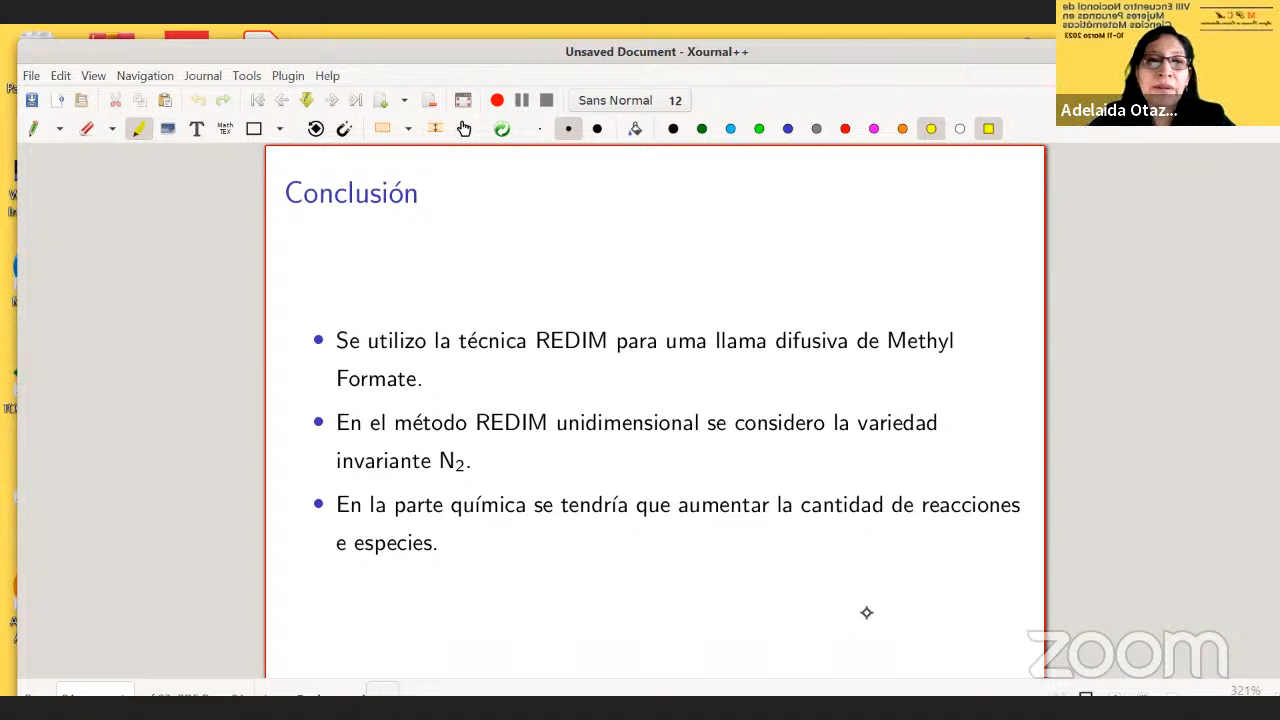 VIII Encuentro Nacional de
Mujeres Peruanas en
Ciencias Matemáticas
10-11 Marzo 2023
Unsaved Document - Xournal++
File Edit View Navigation Journal Tools Plugin Help
Sans Normal 12
Adelaida Otaz...
Conclusión
Se utilizo la técnica REDIM para uma llama difusiva de Methyl
Formate.
En el método REDIM unidimensional se considero la variedad
invariante N₂.
En la parte química se tendría que aumentar la cantidad de reacciones
e especies.
zoom
321%